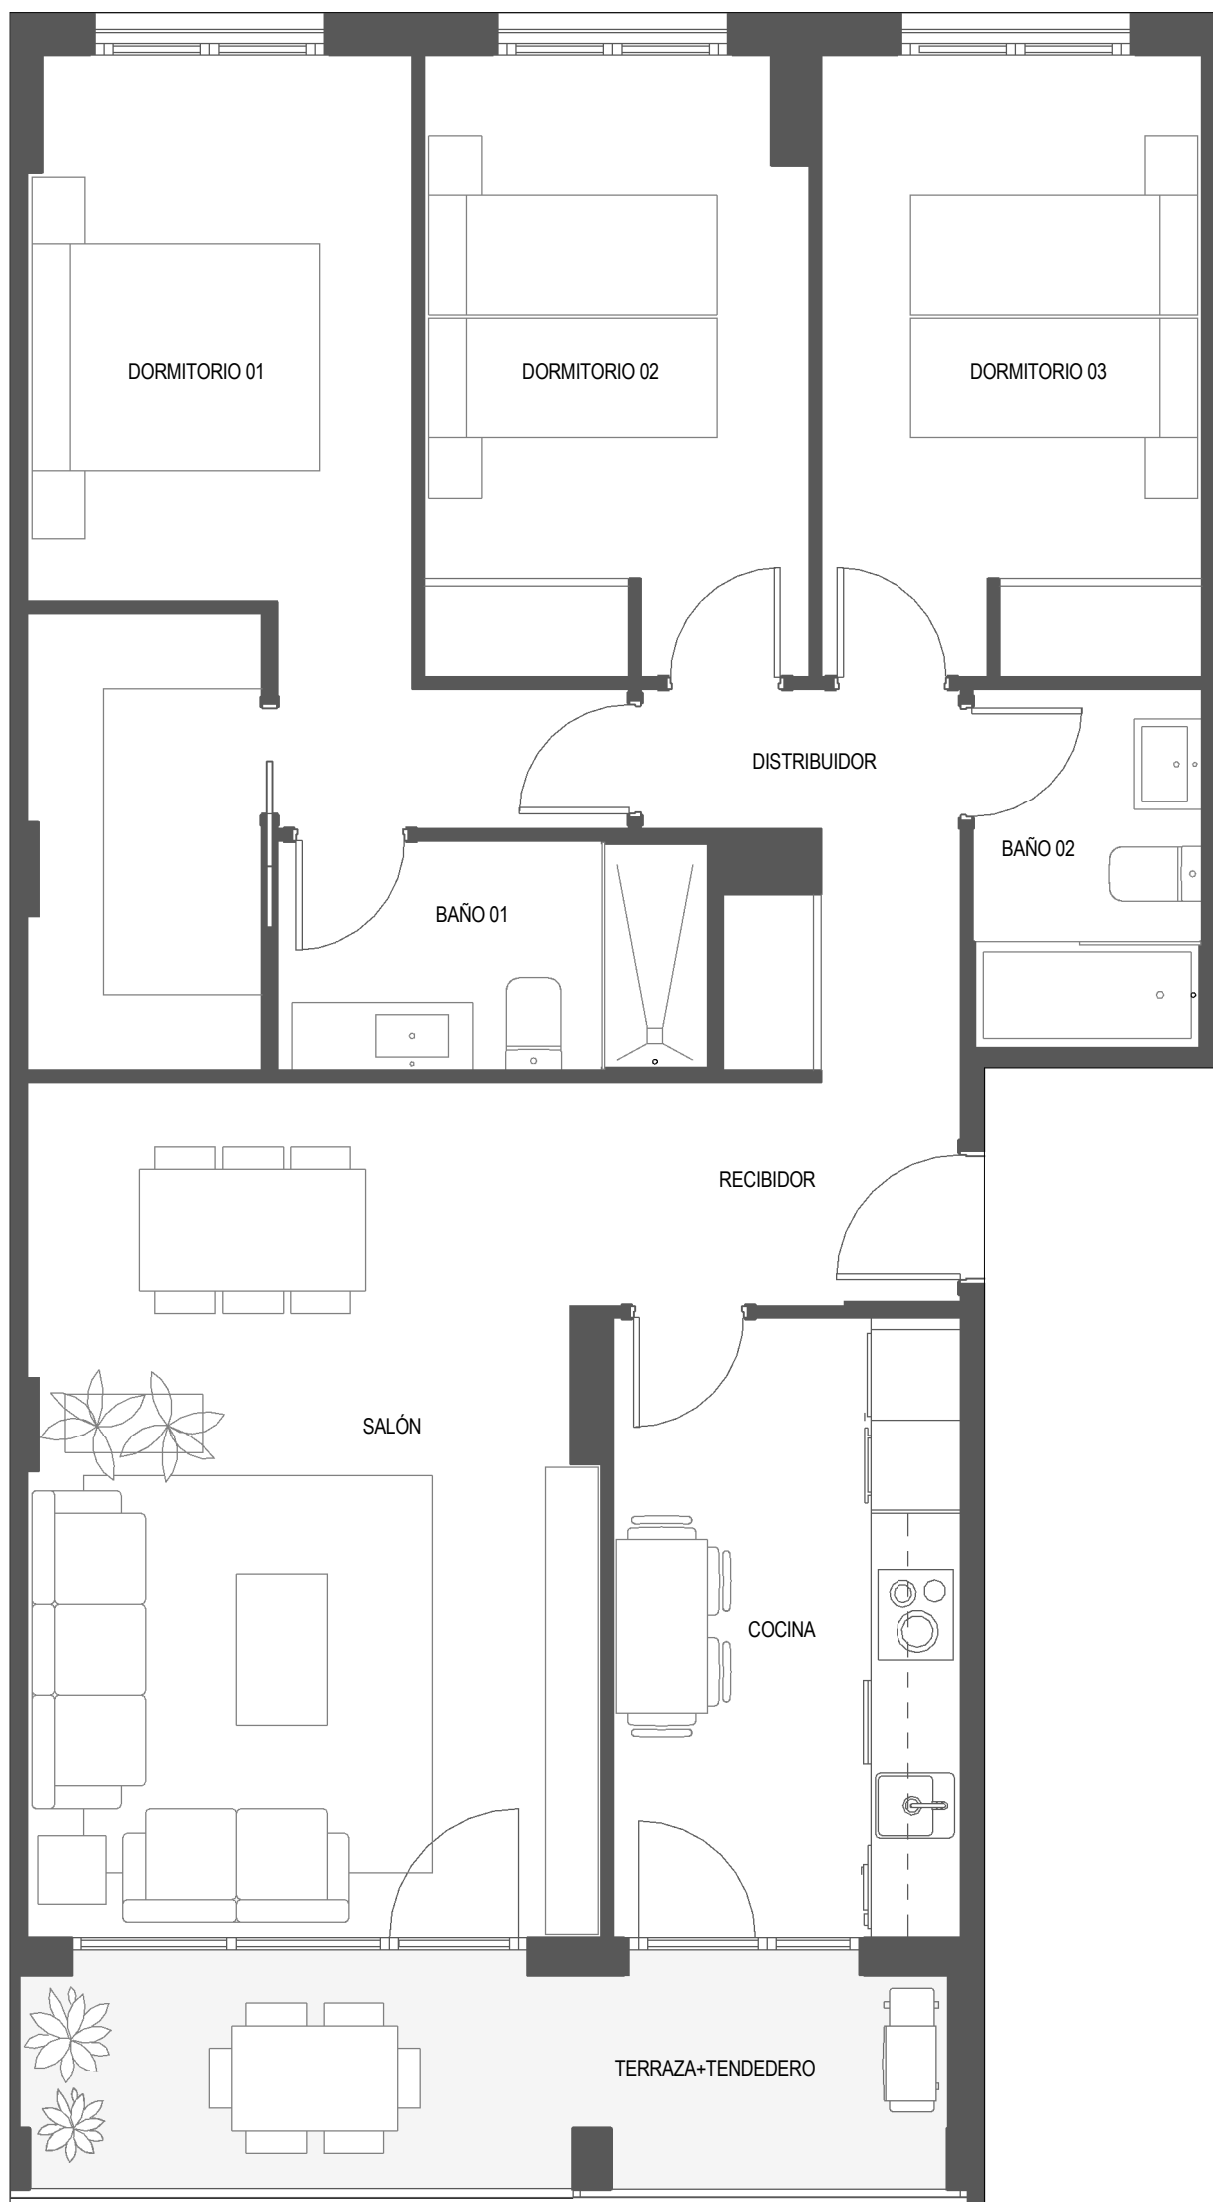 DORMITORIO 01
DORMITORIO 02
DORMITORIO 03
DISTRIBUIDOR
BAÑO 02
BAÑO 01
RECIBIDOR
SALÓN
COCINA
TERRAZA+TENDEDERO